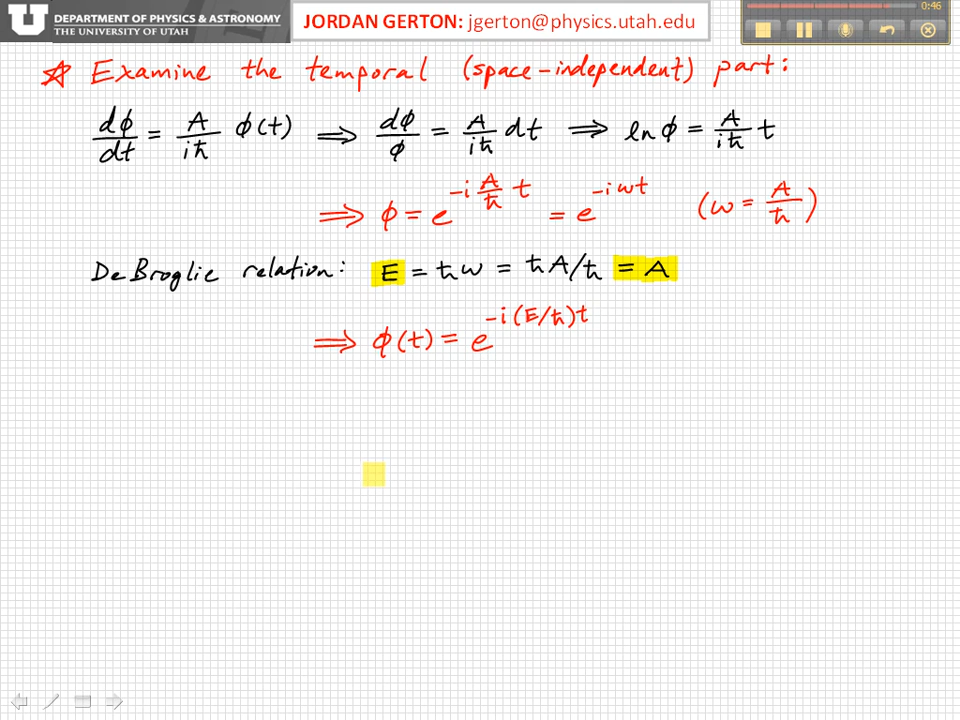 U DEPARTMENT OF PHYSICS & ASTRONOMY
THE UNIVERSITY OF UTAH
JORDAN GERTON: jgerton@physics.utah.edu
0:46
☆ Examine the temporal (space-independent) part:
dϕ/dt = A/iħ ϕ(t) ⟹ dϕ/ϕ = A/iħ dt ⟹ ln ϕ = A/iħ t
⟹ ϕ = e^{-i A/ħ t} = e^{-iωt} (ω = A/ħ)
DeBroglie relation: E = ħω = ħA/ħ = A
⟹ ϕ(t) = e^{-i(E/ħ)t}